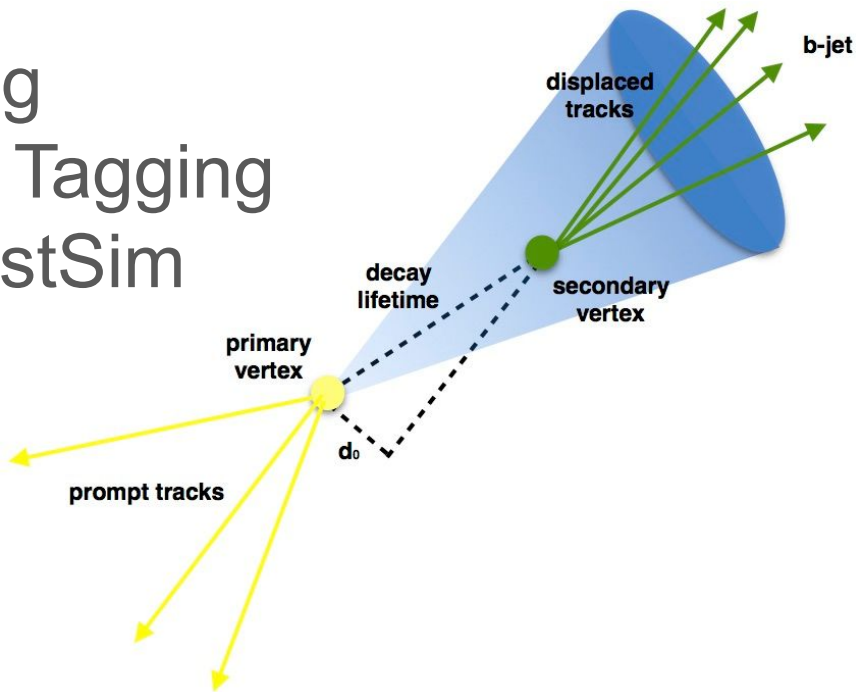 g
Tagging
stSim
b-jet
displaced
tracks
decay
lifetime
secondary
vertex
primary
vertex
d₀
prompt tracks